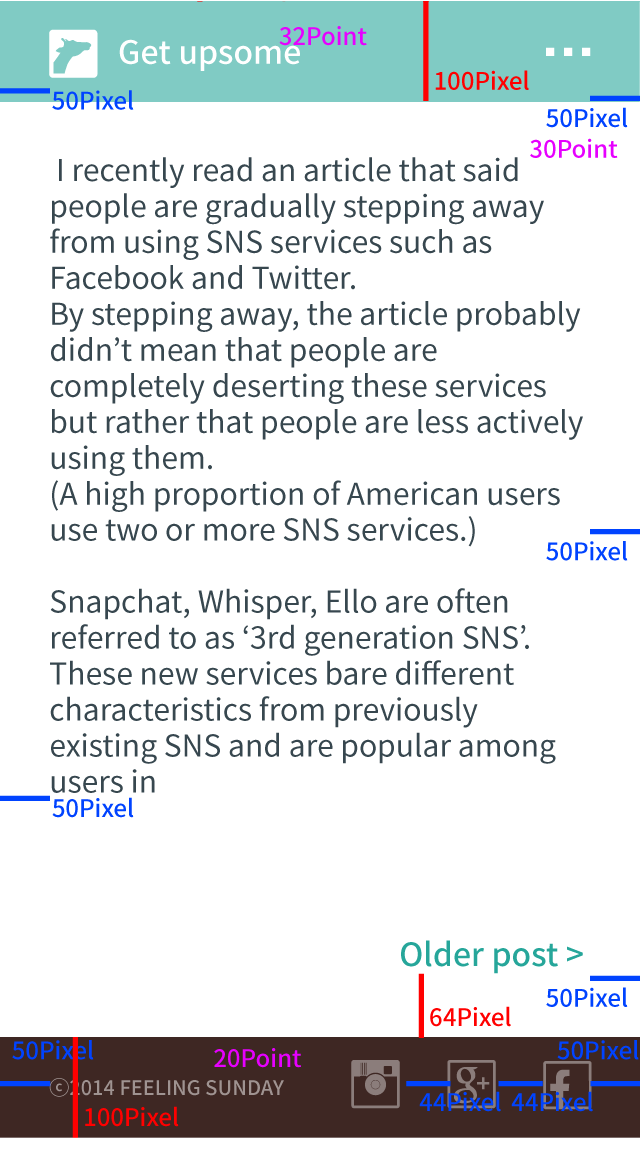 Get upsome
32Point
100Pixel
50Pixel
50Pixel
30Point
I recently read an article that said
people are gradually stepping away
from using SNS services such as
Facebook and Twitter.
By stepping away, the article probably
didn’t mean that people are
completely deserting these services
but rather that people are less actively
using them.
(A high proportion of American users
use two or more SNS services.)
50Pixel
Snapchat, Whisper, Ello are often
referred to as ‘3rd generation SNS’.
These new services bare different
characteristics from previously
existing SNS and are popular among
users in
50Pixel
Older post >
50Pixel
64Pixel
50Pixel
20Point
50Pixel
ⓒ2014 FEELING SUNDAY
g+
f
44Pixel
44Pixel
100Pixel